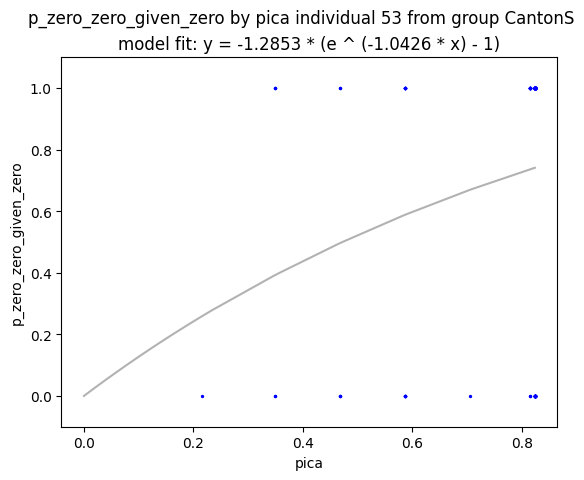 p_zero_zero_given_zero by pica individual 53 from group CantonS
model fit: y = -1.2853 * (e ^ (-1.0426 * x) - 1)
1.0
0.8
0.6
0.4
0.2
0.0
p_zero_zero_given_zero
0.0 0.2 0.4 0.6 0.8
pica